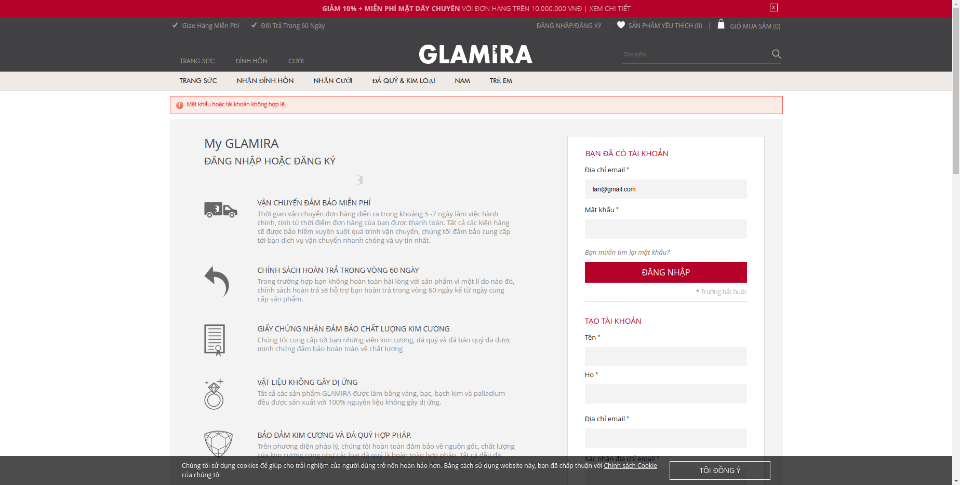 GIẢM 10% + MIỄN PHÍ MẶT DÂY CHUYỀN VỚI ĐƠN HÀNG TRÊN 10.000.000 VNĐ | XEM CHI TIẾT
Giao Hàng Miễn Phí
Đổi Trả Trong 60 Ngày
ĐĂNG NHẬP/ĐĂNG KÝ
SẢN PHẨM YÊU THÍCH (0)
GIỎ MUA SẮM (0)
TRANG SỨC
ĐÍNH HÔN
CƯỚI
GLAMIRA
Tìm kiếm
TRANG SỨC
NHẪN ĐÍNH HÔN
NHẪN CƯỚI
ĐÁ QUÝ & KIM LOẠI
NAM
TRẺ EM
Mật khẩu hoặc tài khoản không hợp lệ.
My GLAMIRA
ĐĂNG NHẬP HOẶC ĐĂNG KÝ
VẬN CHUYỂN ĐẢM BẢO MIỄN PHÍ
Thời gian vận chuyển đơn hàng diễn ra trong khoảng 5 -7 ngày làm việc hành
chính, tính từ thời điểm đơn hàng của bạn được thanh toán. Tất cả các kiện hàng
sẽ được bảo hiểm xuyên suốt quá trình vận chuyển, chúng tôi đảm bảo cung cấp
tới bạn dịch vụ vận chuyển nhanh chóng và uy tín nhất.
CHÍNH SÁCH HOÀN TRẢ TRONG VÒNG 60 NGÀY
Trong trường hợp bạn không hoàn toàn hài lòng với sản phẩm vì một lí do nào đó,
chính sách hoàn trả sẽ hỗ trợ bạn hoàn trả trong vòng 60 ngày kể từ ngày cung
cấp sản phẩm.
GIẤY CHỨNG NHẬN ĐẢM BẢO CHẤT LƯỢNG KIM CƯƠNG
Chúng tôi cung cấp tới bạn những viên kim cương, đá quý và đá bán quý đã được
minh chứng đảm bảo hoàn toàn về chất lượng.
VẬT LIỆU KHÔNG GÂY DỊ ỨNG
Tất cả các sản phẩm GLAMIRA được làm bằng vàng, bạc, bạch kim và palladium
đều được sản xuất với 100% nguyên liệu không gây dị ứng.
BẢO ĐẢM KIM CƯƠNG VÀ ĐÁ QUÝ HỢP PHÁP.
Trên phương diện pháp lý, chúng tôi hoàn toàn đảm bảo về nguồn gốc, chất lượng
BẠN ĐÃ CÓ TÀI KHOẢN
Địa chỉ email *
lan@gmail.com
Mật khẩu *
Bạn muốn tìm lại mật khẩu?
ĐĂNG NHẬP
* Trường bắt buộc
TẠO TÀI KHOẢN
Tên *
Họ *
Địa chỉ email *
Xác nhận địa chỉ email *
Chúng tôi sử dụng cookies để giúp cho trải nghiệm của người dùng trở nên hoàn hảo hơn. Bằng cách sử dụng website này, bạn đã chấp thuận với Chính sách Cookie
của chúng tô
TÔI ĐỒNG Ý